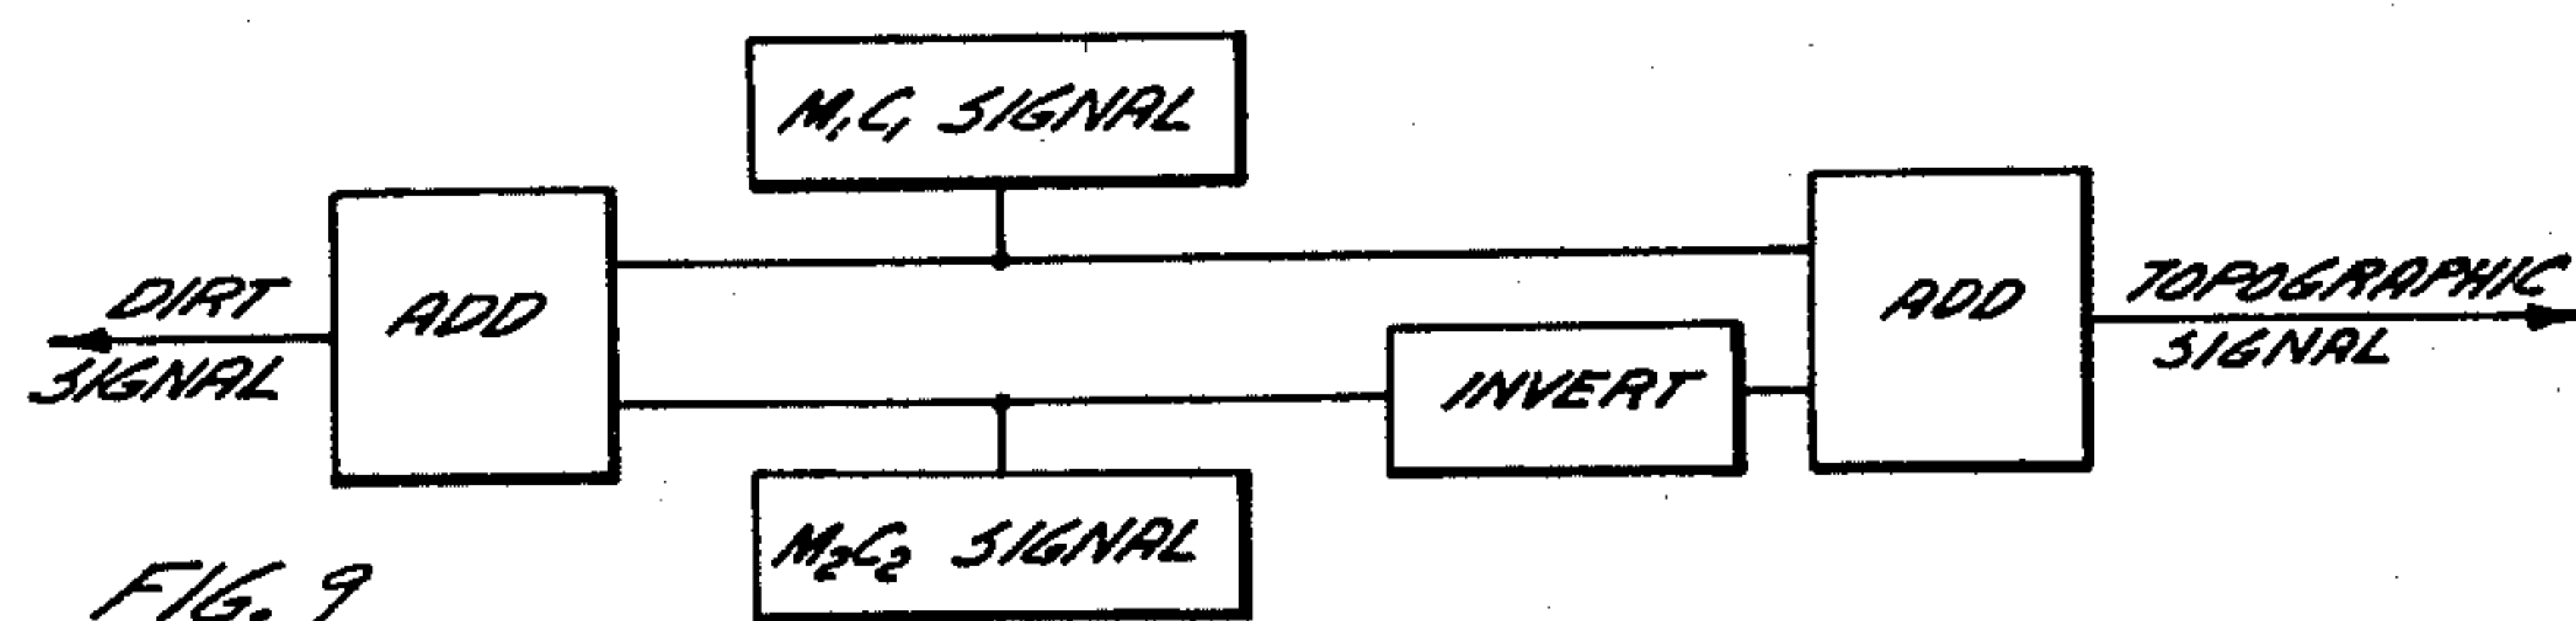 M₁C₁ SIGNAL
DIRT
SIGNAL
ADD
ADD
TOPOGRAPHIC
SIGNAL
INVERT
M₂C₂ SIGNAL
FIG. 9